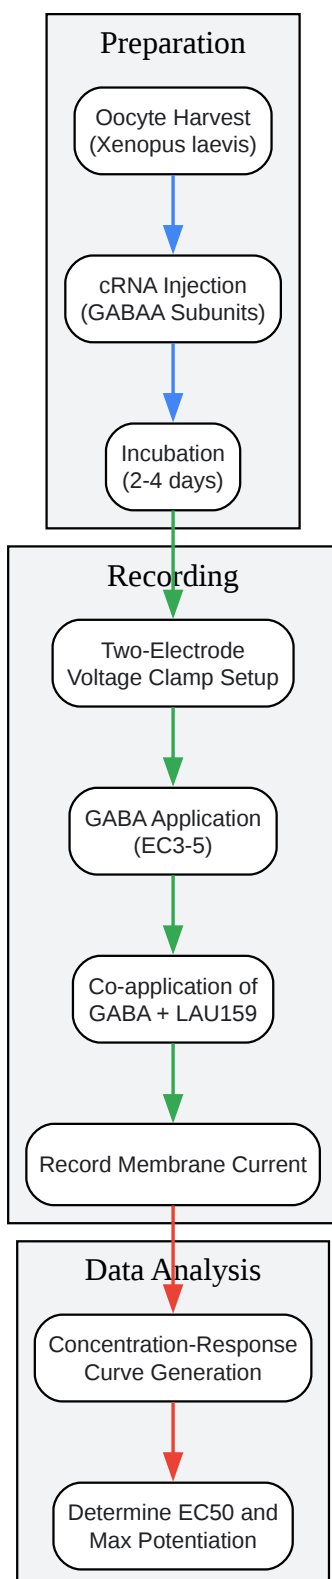 Preparation
Oocyte Harvest
(Xenopus laevis)
cRNA Injection
(GABAA Subunits)
Incubation
(2-4 days)
Recording
Two-Electrode
Voltage Clamp Setup
GABA Application
(EC3-5)
Co-application of
GABA + LAU159
Record Membrane Current
Data Analysis
Concentration-Response
Curve Generation
Determine EC50 and
Max Potentiation